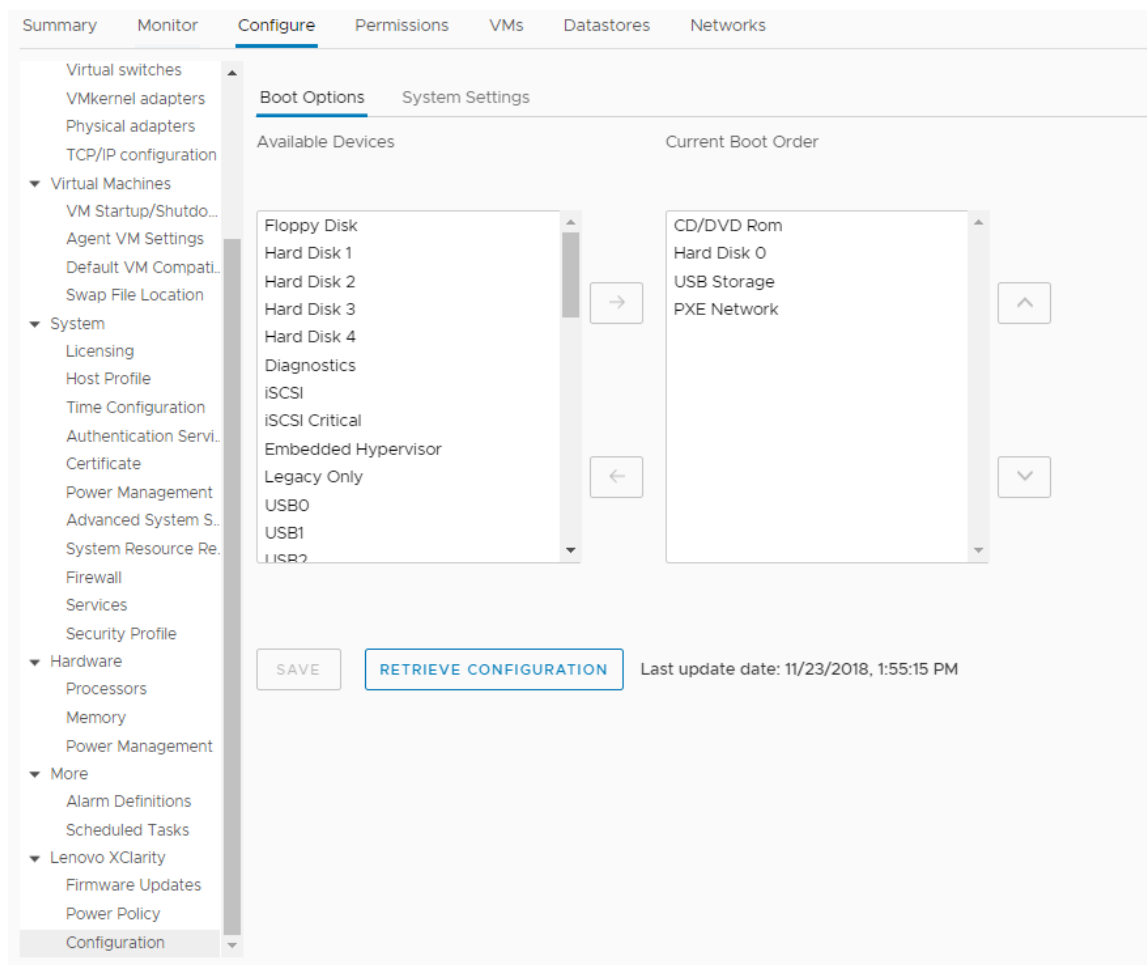 Summary Monitor Configure Permissions VMs Datastores Networks
Virtual switches
VMkernel adapters
Physical adapters
TCP/IP configuration
Virtual Machines
VM Startup/Shutdo...
Agent VM Settings
Default VM Compati..
Swap File Location
System
Licensing
Host Profile
Time Configuration
Authentication Servi..
Certificate
Power Management
Advanced System S..
System Resource Re.
Firewall
Services
Security Profile
Hardware
Processors
Memory
Power Management
More
Alarm Definitions
Scheduled Tasks
Lenovo XClarity
Firmware Updates
Power Policy
Configuration
Boot Options System Settings
Available Devices
Floppy Disk
Hard Disk 1
Hard Disk 2
Hard Disk 3
Hard Disk 4
Diagnostics
iSCSI
iSCSI Critical
Embedded Hypervisor
Legacy Only
USB0
USB1
USB2
Current Boot Order
CD/DVD Rom
Hard Disk 0
USB Storage
PXE Network
SAVE RETRIEVE CONFIGURATION Last update date: 11/23/2018, 1:55:15 PM